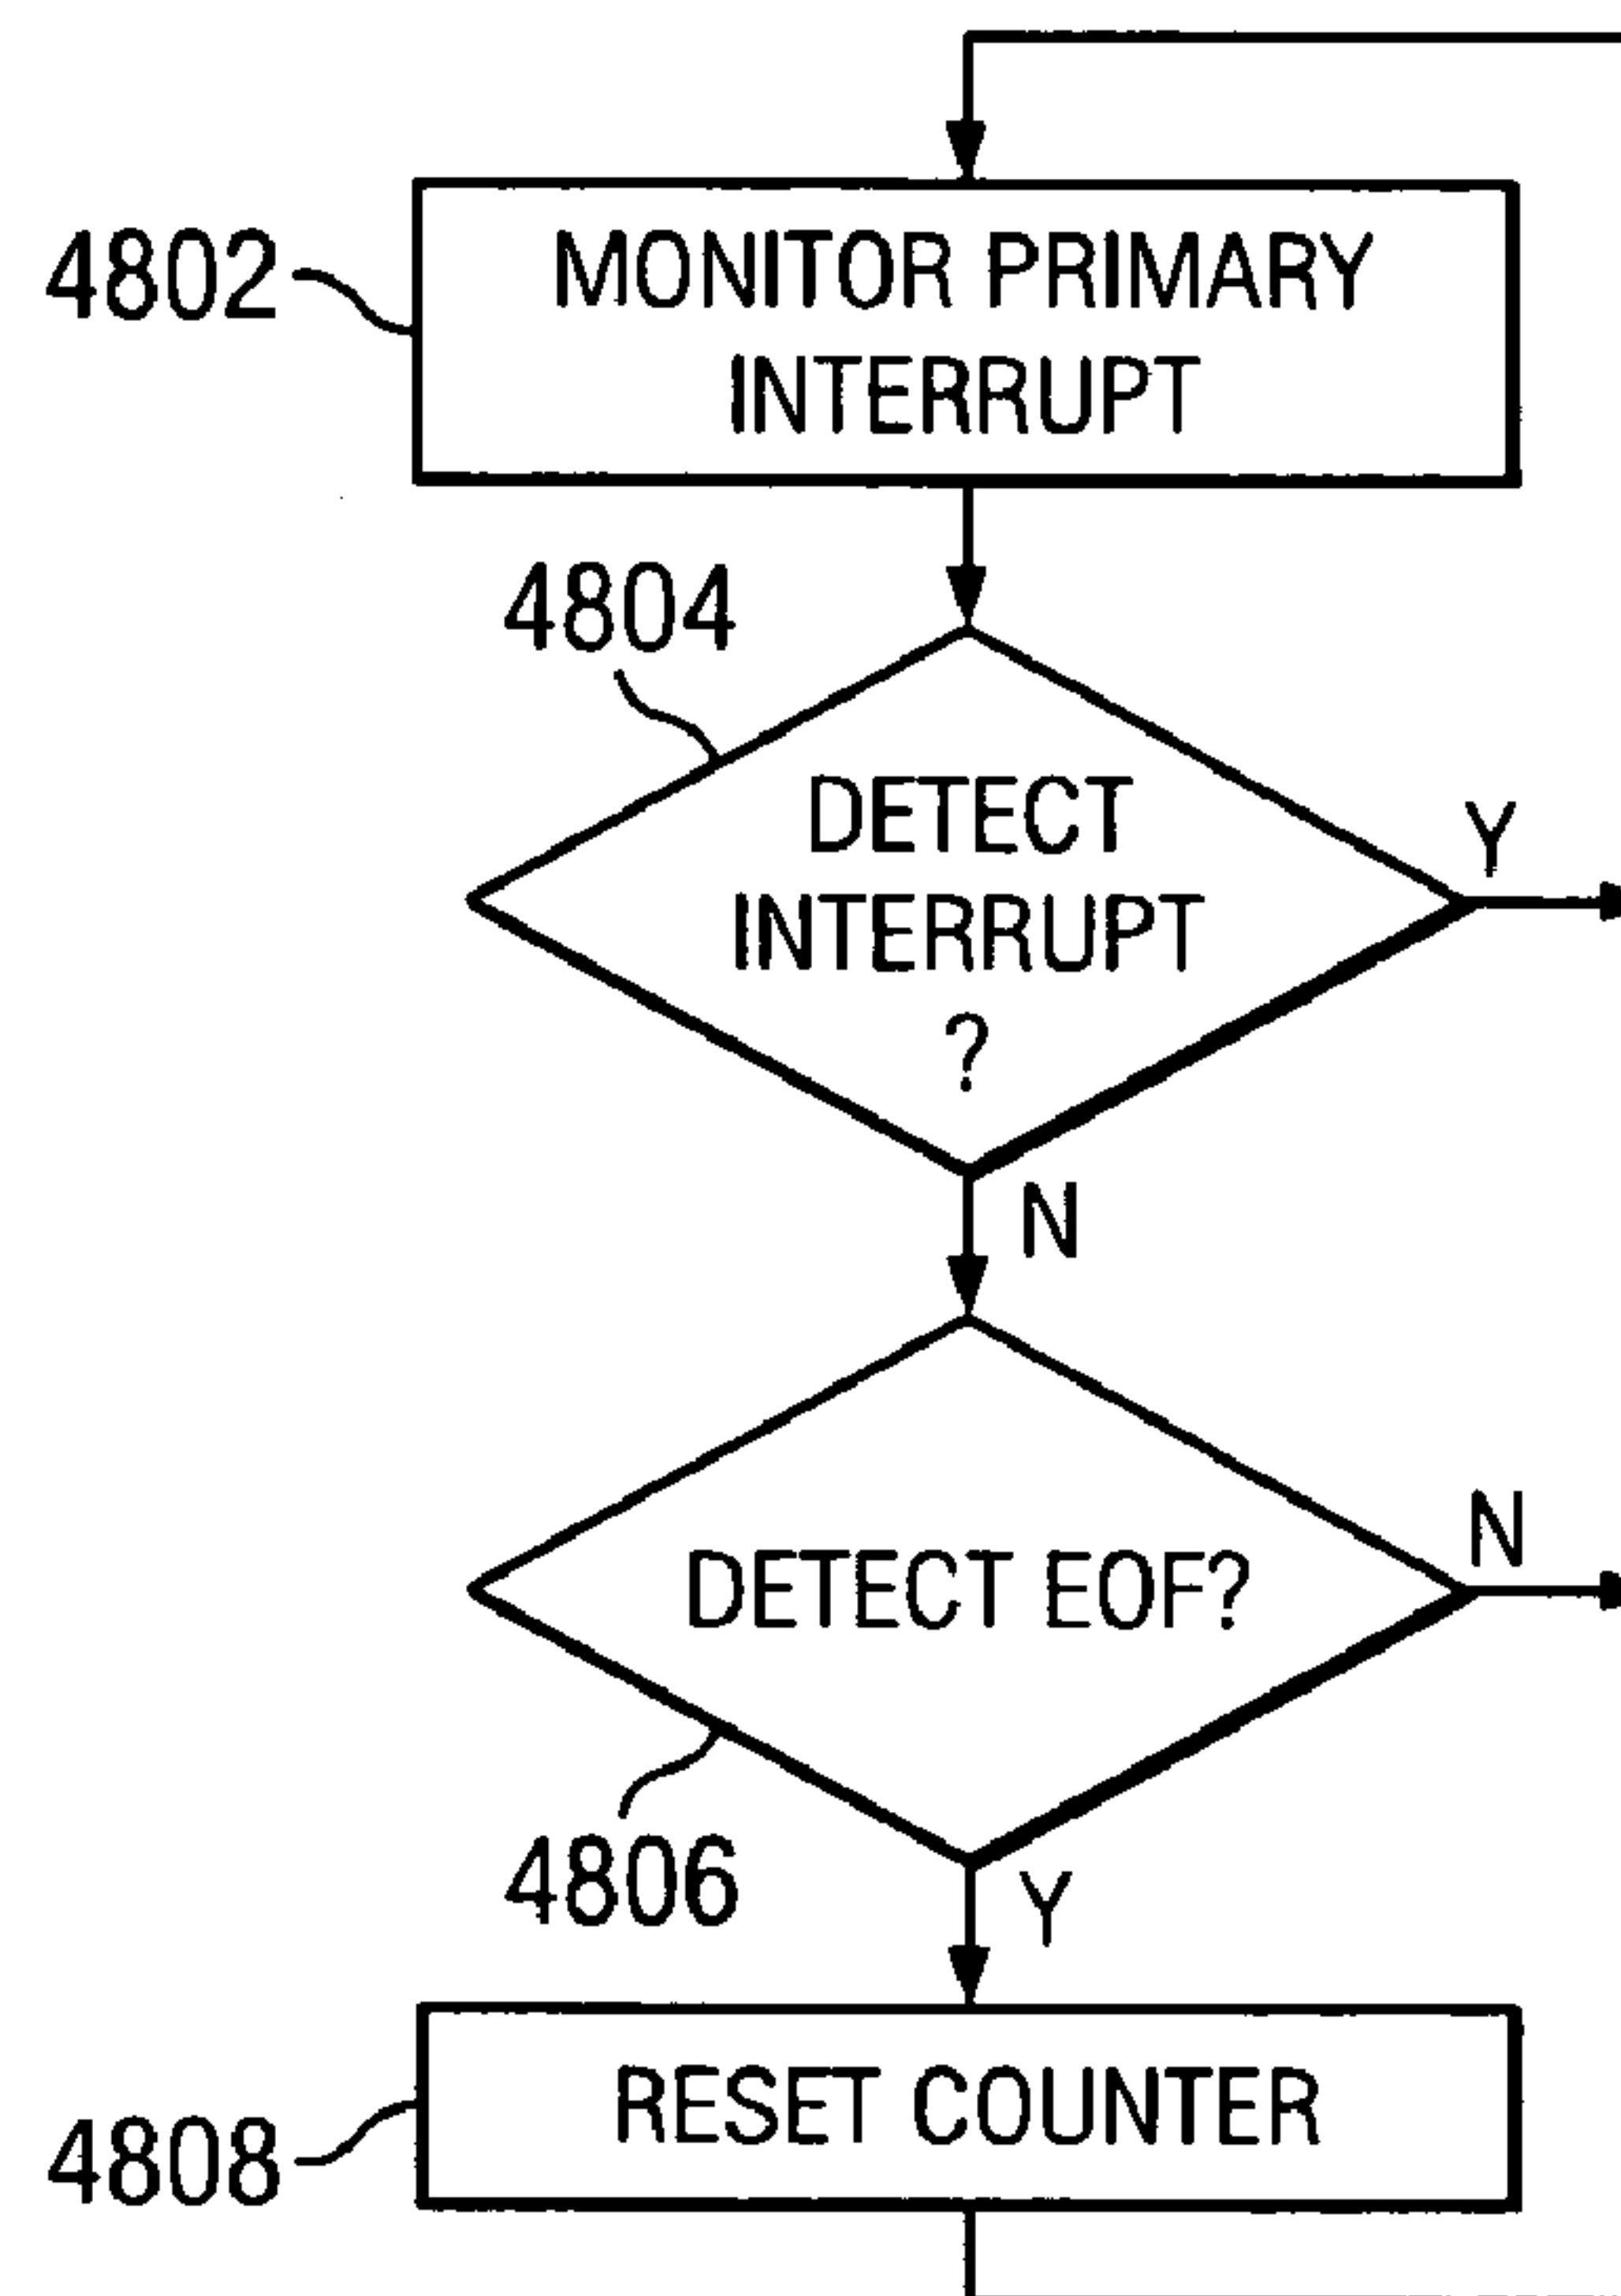 4802
MONITOR PRIMARY
INTERRUPT
4804
DETECT
INTERRUPT
?
Y
N
DETECT EOF?
N
4806
Y
RESET COUNTER
4808